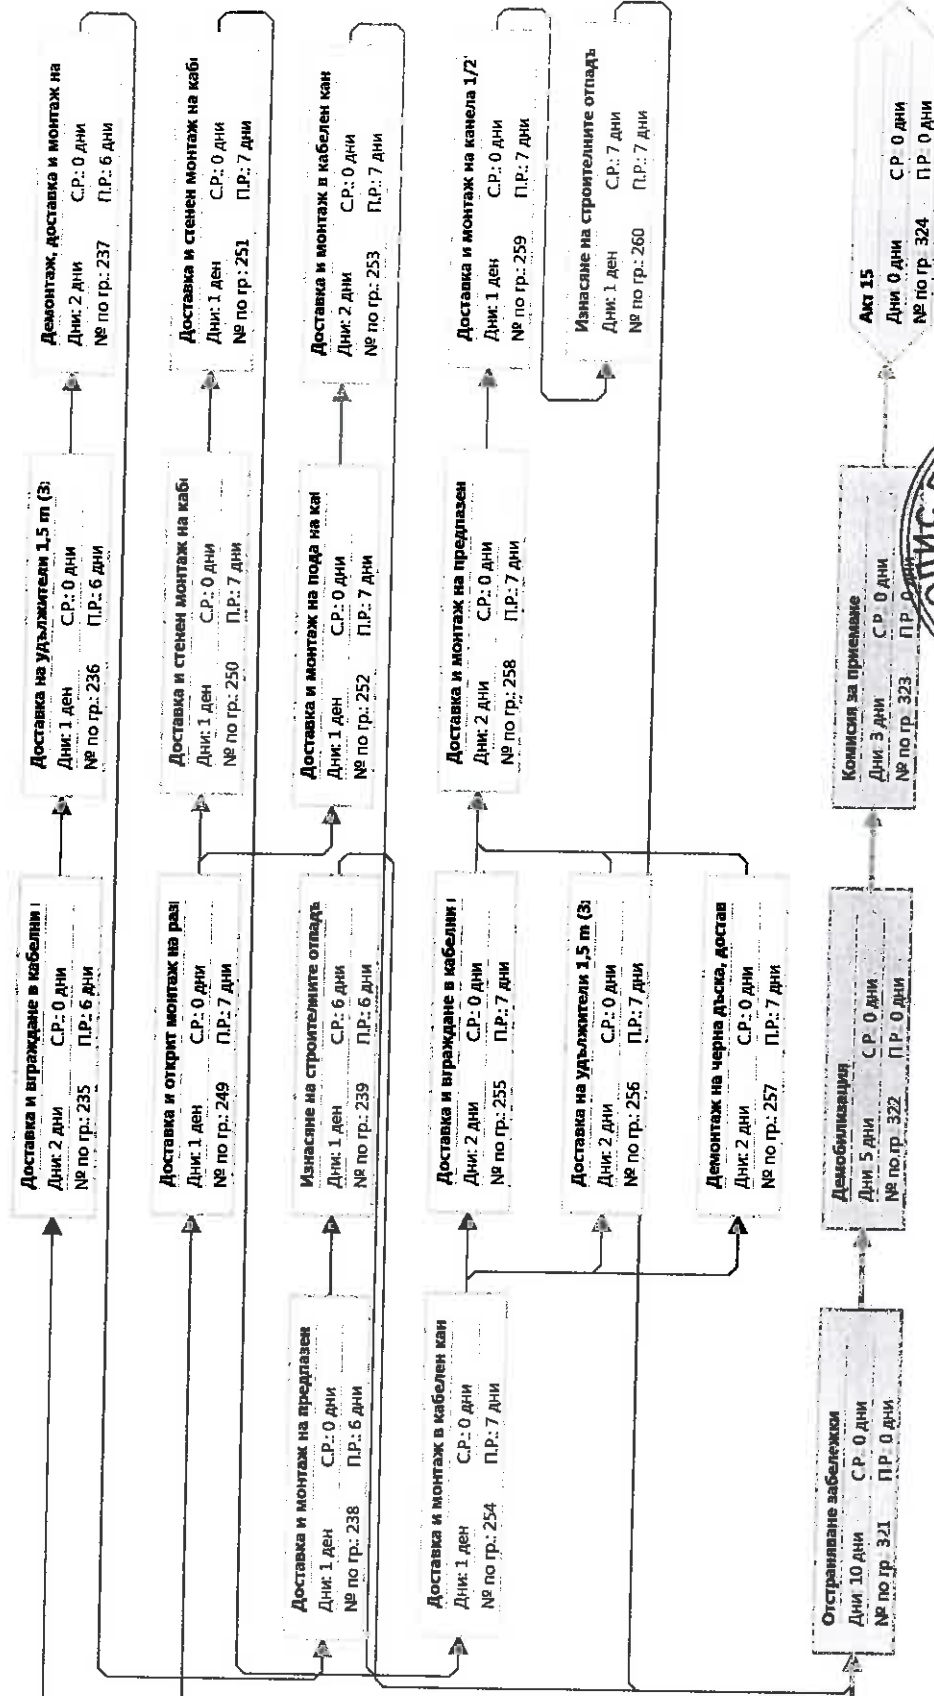 Доставка и вграждане в кабелни
Дни: 2 дни С.Р.: 0 дни
№ по гр.: 235 П.Р.: 6 дни
Доставка на удължители 1,5 m (3:
Дни: 1 ден С.Р.: 0 дни
№ по гр.: 236 П.Р.: 6 дни
Демонтаж, доставка и монтаж на
Дни: 2 дни С.Р.: 0 дни
№ по гр.: 237 П.Р.: 6 дни
Доставка и открит монтаж на раз
Дни: 1 ден С.Р.: 0 дни
№ по гр.: 249 П.Р.: 7 дни
Доставка и стенен монтаж на каб
Дни: 1 ден С.Р.: 0 дни
№ по гр.: 250 П.Р.: 7 дни
Доставка и стенен монтаж на каб
Дни: 1 ден С.Р.: 0 дни
№ по гр.: 251 П.Р.: 7 дни
Доставка и монтаж на предпазен
Дни: 1 ден С.Р.: 0 дни
№ по гр.: 238 П.Р.: 6 дни
Изнасяне на строителните отпадъ
Дни: 1 ден С.Р.: 6 дни
№ по гр.: 239 П.Р.: 6 дни
Доставка и монтаж на пода на ка
Дни: 1 ден С.Р.: 0 дни
№ по гр.: 252 П.Р.: 7 дни
Доставка и монтаж в кабелен кан
Дни: 2 дни С.Р.: 0 дни
№ по гр.: 253 П.Р.: 7 дни
Доставка и монтаж в кабелен кан
Дни: 1 ден С.Р.: 0 дни
№ по гр.: 254 П.Р.: 7 дни
Доставка и вграждане в кабелни
Дни: 2 дни С.Р.: 0 дни
№ по гр.: 255 П.Р.: 7 дни
Доставка и монтаж на предпазен
Дни: 2 дни С.Р.: 0 дни
№ по гр.: 258 П.Р.: 7 дни
Доставка и монтаж на канела 1/2"
Дни: 1 ден С.Р.: 0 дни
№ по гр.: 259 П.Р.: 7 дни
Доставка на удължители 1,5 m (3:
Дни: 2 дни С.Р.: 0 дни
№ по гр.: 256 П.Р.: 7 дни
Изнасяне на строителните отпадъ
Дни: 1 ден С.Р.: 7 дни
№ по гр.: 260 П.Р.: 7 дни
Демонтаж на черна дъска, достав
Дни: 2 дни С.Р.: 0 дни
№ по гр.: 257 П.Р.: 7 дни
Отстраняване забележки
Дни: 10 дни С.Р.: 0 дни
№ по гр.: 321 П.Р.: 0 дни
Демобилизация
Дни: 5 дни С.Р.: 0 дни
№ по гр.: 322 П.Р.: 0 дни
Комисия за приемане
Дни: 3 дни С.Р.: 0 дни
№ по гр.: 323 П.Р.: 0
Акт 15
Дни: 0 дни С.Р.: 0 дни
№ по гр.: 324 П.Р.: 0 дни